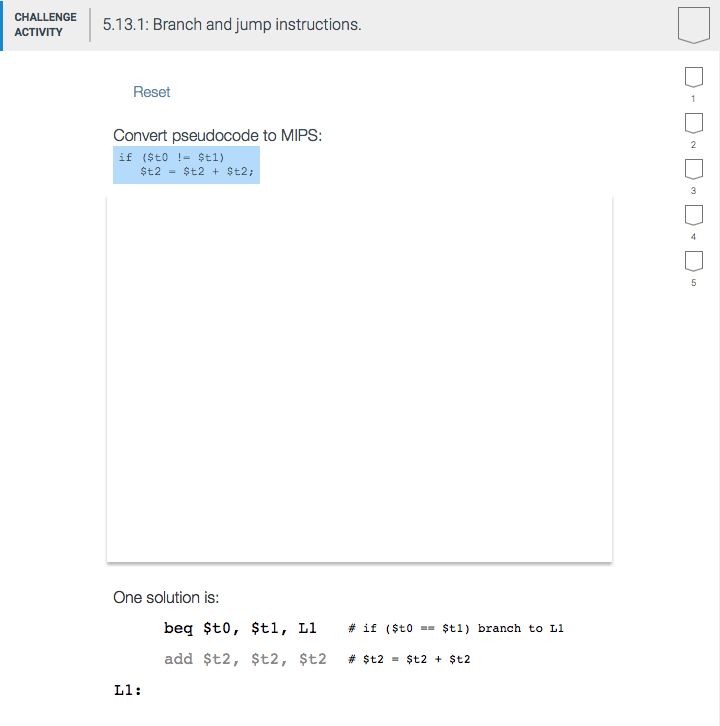 CHALLENGE
ACTIVITY
5.13.1: Branch and jump instructions.
Reset
1
2
3
4
5
Convert pseudocode to MIPS:
if ($t0 != $t1)
$t2 = $t2 + $t2;
One solution is:
beq $t0, $t1, L1 # if ($t0 == $t1) branch to L1
add $t2, $t2, $t2 # $t2 = $t2 + $t2
L1: